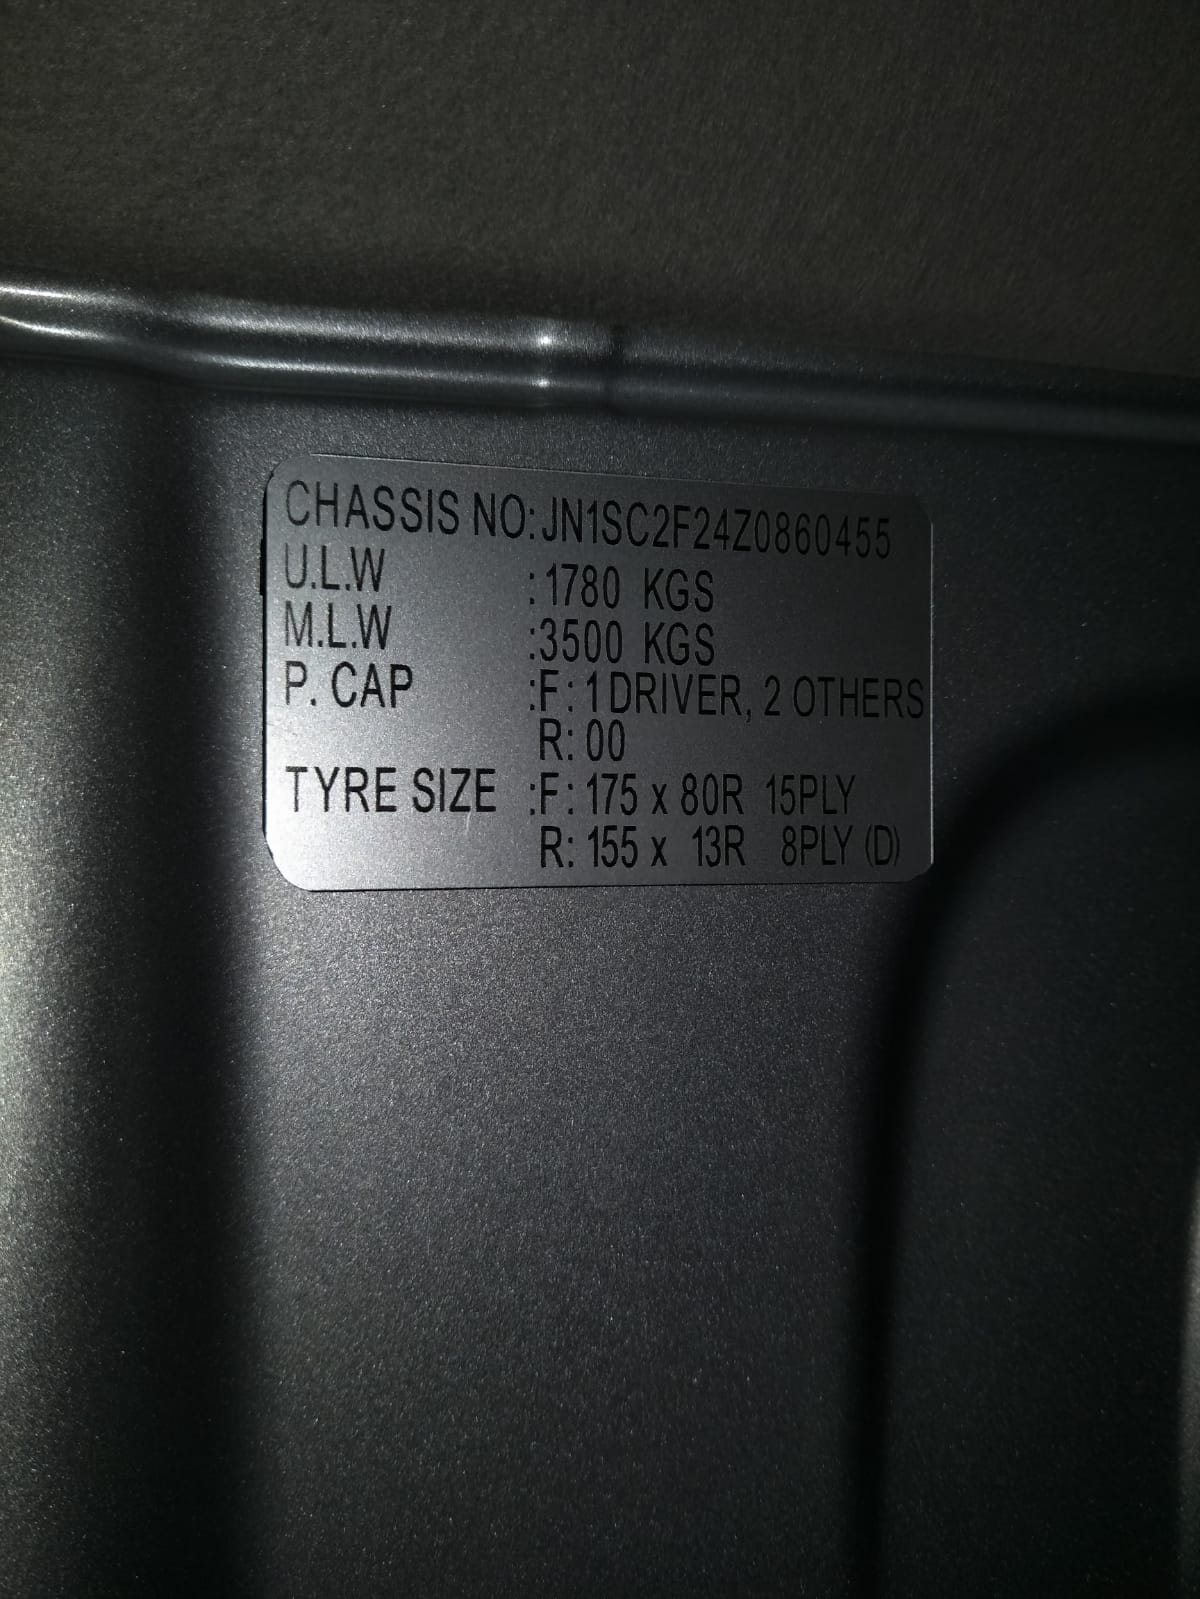 CHASSIS NO: JN1SC2F24Z0860455
U.L.W : 1780 KGS
M.L.W :3500 KGS
P. CAP :F: 1 DRIVER, 2 OTHERS
R: 00
TYRE SIZE :F: 175 x 80R 15PLY
R: 155 x 13R 8PLY (D)